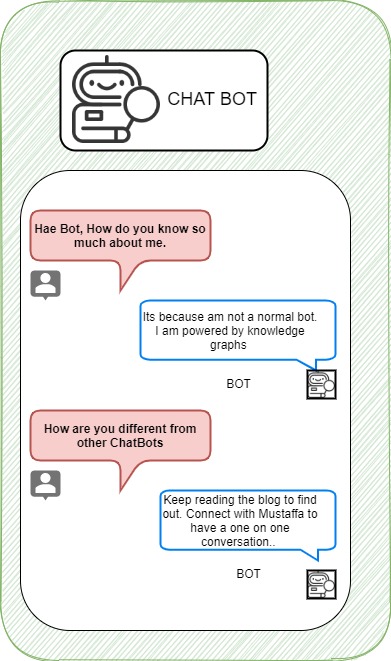 CHAT BOT
Hae Bot, How do you know so
much about me.
Its because am not a normal bot.
I am powered by knowledge
graphs
BOT
How are you different from
other ChatBots
Keep reading the blog to find
out. Connect with Mustaffa to
have a one on one
conversation..
BOT